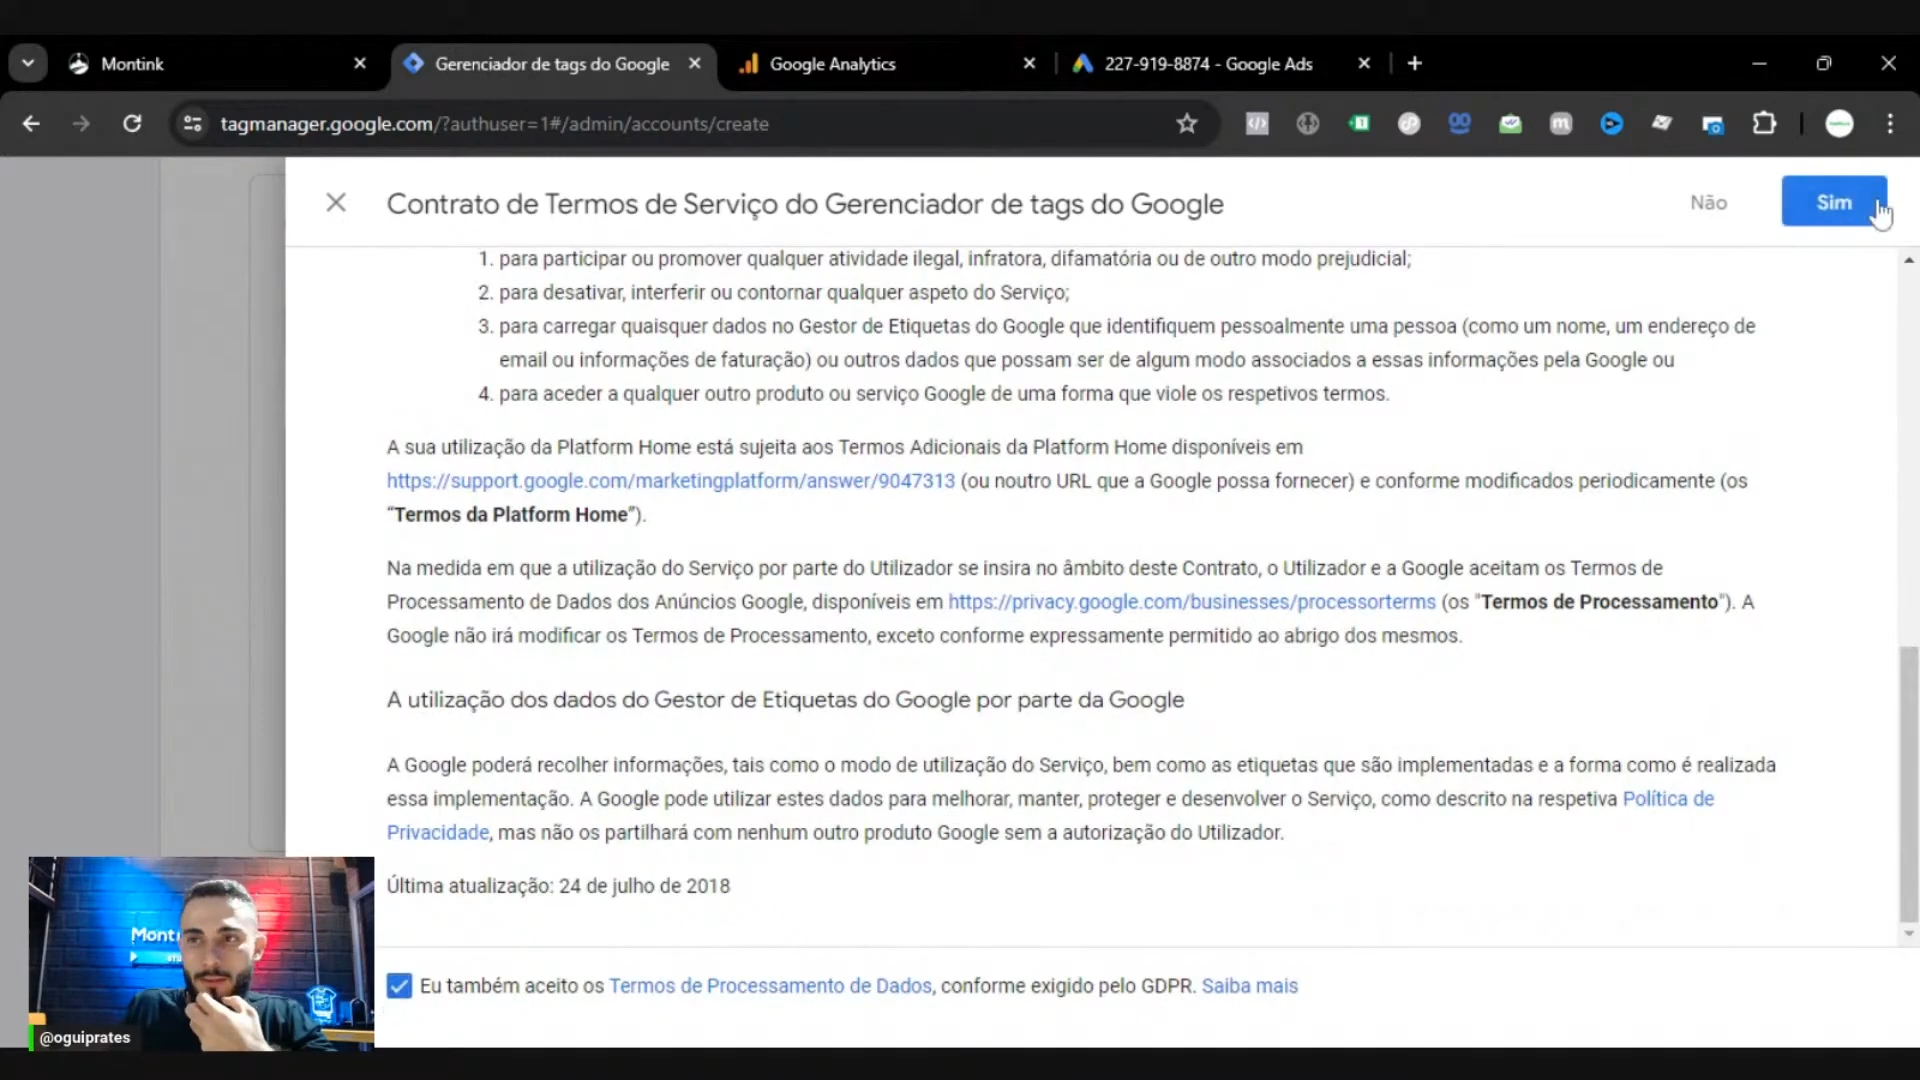 Montink
Gerenciador de tags do Google
Google Analytics
227-919-8874 - Google Ads
tagmanager.google.com/?authuser=1#/admin/accounts/create
Contrato de Termos de Serviço do Gerenciador de tags do Google
Não
Sim
1. para participar ou promover qualquer atividade ilegal, infratora, difamatória ou de outro modo prejudicial;
2. para desativar, interferir ou contornar qualquer aspeto do Serviço;
3. para carregar quaisquer dados no Gestor de Etiquetas do Google que identifiquem pessoalmente uma pessoa (como um nome, um endereço de
email ou informações de faturação) ou outros dados que possam ser de algum modo associados a essas informações pela Google ou
4. para aceder a qualquer outro produto ou serviço Google de uma forma que viole os respetivos termos.
A sua utilização da Platform Home está sujeita aos Termos Adicionais da Platform Home disponíveis em
https://support.google.com/marketingplatform/answer/9047313 (ou noutro URL que a Google possa fornecer) e conforme modificados periodicamente (os
“Termos da Platform Home”).
Na medida em que a utilização do Serviço por parte do Utilizador se insira no âmbito deste Contrato, o Utilizador e a Google aceitam os Termos de
Processamento de Dados dos Anúncios Google, disponíveis em https://privacy.google.com/businesses/processorterms (os "Termos de Processamento"). A
Google não irá modificar os Termos de Processamento, exceto conforme expressamente permitido ao abrigo dos mesmos.
A utilização dos dados do Gestor de Etiquetas do Google por parte da Google
A Google poderá recolher informações, tais como o modo de utilização do Serviço, bem como as etiquetas que são implementadas e a forma como é realizada
essa implementação. A Google pode utilizar estes dados para melhorar, manter, proteger e desenvolver o Serviço, como descrito na respetiva Política de
Privacidade, mas não os partilhará com nenhum outro produto Google sem a autorização do Utilizador.
Última atualização: 24 de julho de 2018
Eu também aceito os Termos de Processamento de Dados, conforme exigido pelo GDPR. Saiba mais
Mont
@oguiprates